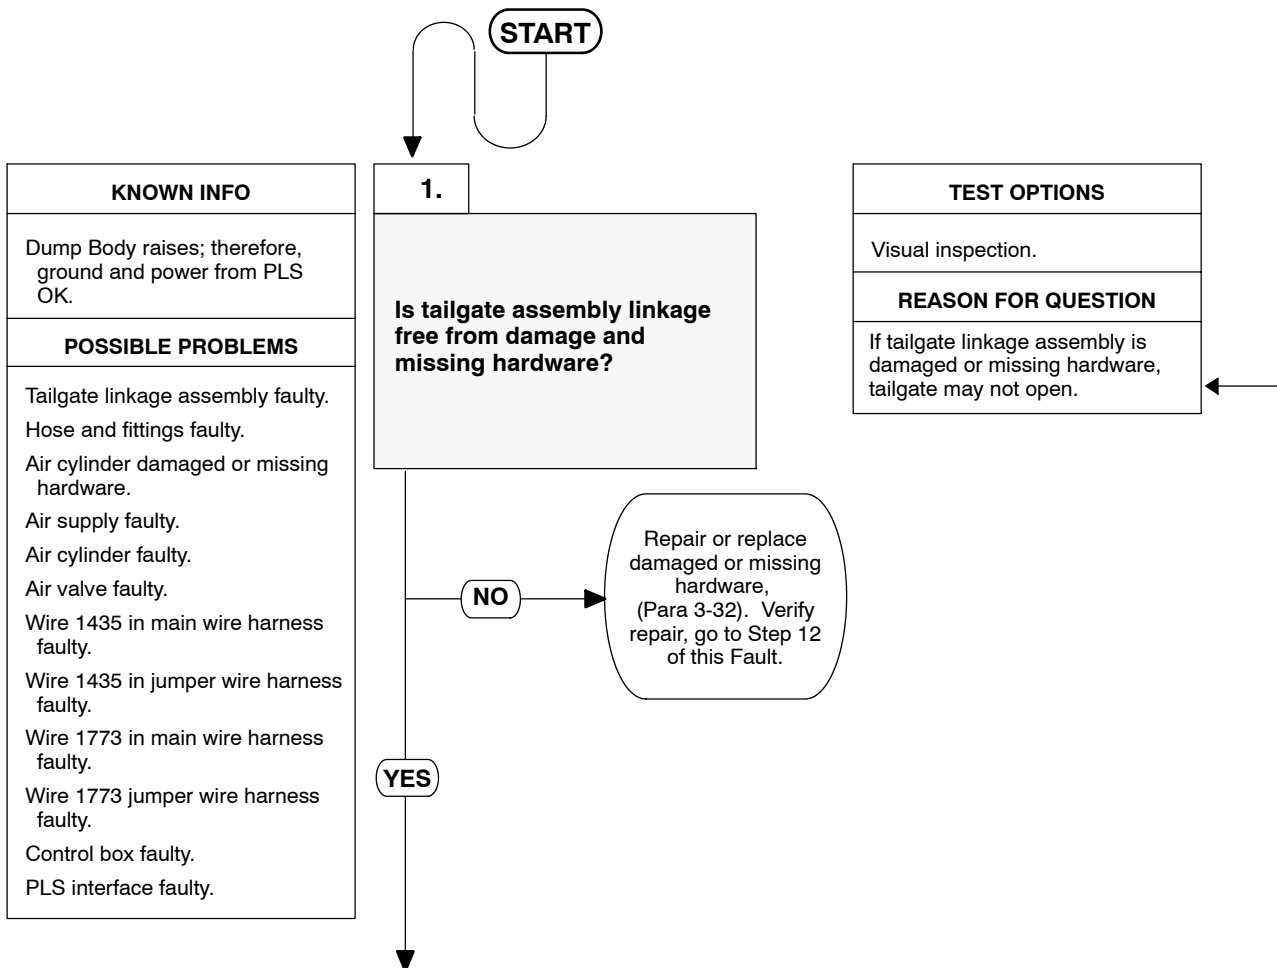 START
KNOWN INFO
Dump Body raises; therefore,
ground and power from PLS
OK.
POSSIBLE PROBLEMS
Tailgate linkage assembly faulty.
Hose and fittings faulty.
Air cylinder damaged or missing
hardware.
Air supply faulty.
Air cylinder faulty.
Air valve faulty.
Wire 1435 in main wire harness
faulty.
Wire 1435 in jumper wire harness
faulty.
Wire 1773 in main wire harness
faulty.
Wire 1773 jumper wire harness
faulty.
Control box faulty.
PLS interface faulty.
1.
Is tailgate assembly linkage
free from damage and
missing hardware?
NO
Repair or replace
damaged or missing
hardware,
(Para 3-32). Verify
repair, go to Step 12
of this Fault.
YES
TEST OPTIONS
Visual inspection.
REASON FOR QUESTION
If tailgate linkage assembly is
damaged or missing hardware,
tailgate may not open.